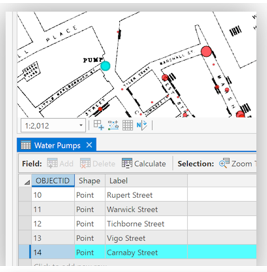 PLACE
PUMP
MARSHALL ST
1:2,012
Water Pumps
Field: Add Delete Calculate Selection: Zoom T
OBJECTID Shape Label
10 Point Rupert Street
11 Point Warwick Street
12 Point Tichborne Street
13 Point Vigo Street
14 Point Carnaby Street